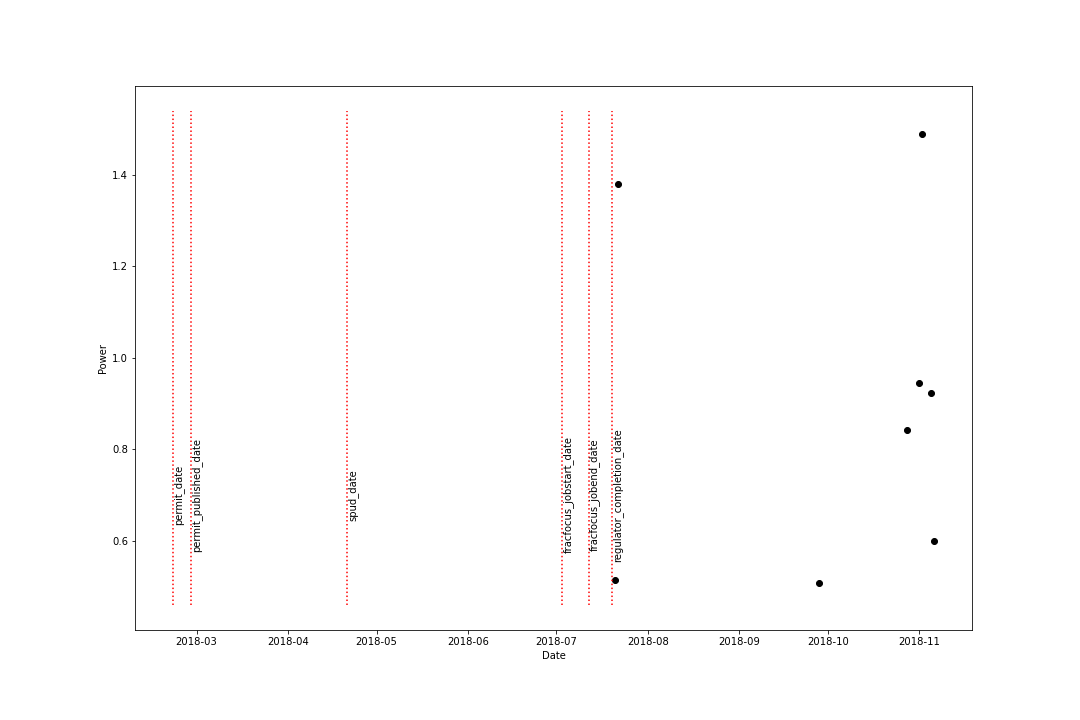 1.4
1.2
1.0
0.8
0.6
Power
permit_date
permit_published_date
spud_date
fracfocus_jobstart_date
fracfocus_jobend_date
regulator_completion_date
2018-03
2018-04
2018-05
2018-06
2018-07
2018-08
2018-09
2018-10
2018-11
Date